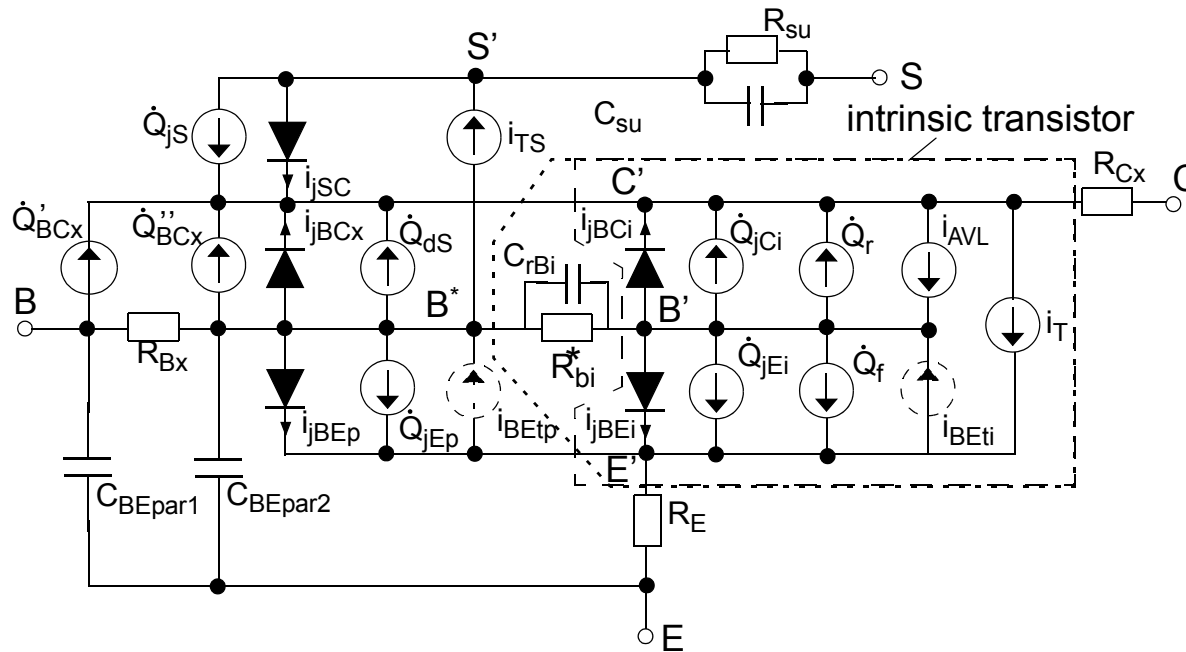 R_su
S'
S
Q̇_jS
C_su
i_TS
intrinsic transistor
i_jSC
C'
R_Cx
C
Q̇'_BCx
Q̇''_BCx
i_jBCx
Q̇_dS
i_jBCi
Q̇_jCi
Q̇_r
i_AVL
C_rBi
B
B*
B'
i_T
R_Bx
R*_bi
Q̇_jEi
Q̇_f
i_jBEp
Q̇_jEp
i_BEtp
i_jBEi
i_BEti
E'
C_BEpar1
C_BEpar2
R_E
E